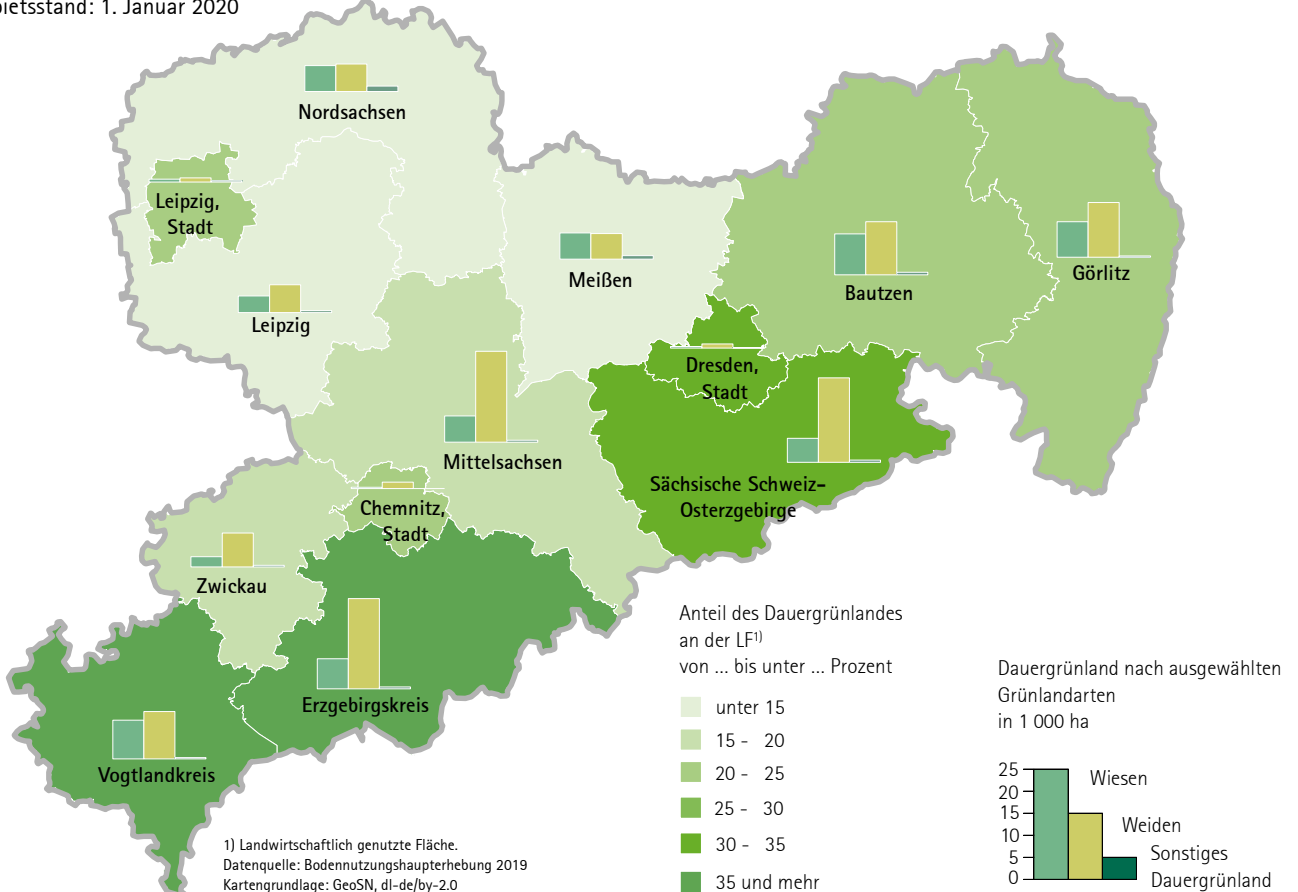 bietsstand: 1. Januar 2020
Nordsachsen
Leipzig,
Stadt
Leipzig
Meißen
Bautzen
Görlitz
Dresden,
Stadt
Mittelsachsen
Sächsische Schweiz-
Osterzgebirge
Chemnitz,
Stadt
Zwickau
Erzgebirgskreis
Vogtlandkreis
Anteil des Dauergrünlandes
an der LF1)
von ... bis unter ... Prozent
unter 15
15 - 20
20 - 25
25 - 30
30 - 35
35 und mehr
Dauergrünland nach ausgewählten
Grünlandarten
in 1 000 ha
25
20
15
10
5
0
Wiesen
Weiden
Sonstiges
Dauergrünland
1) Landwirtschaftlich genutzte Fläche.
Datenquelle: Bodennutzungshaupterhebung 2019
Kartengrundlage: GeoSN, dl-de/by-2.0